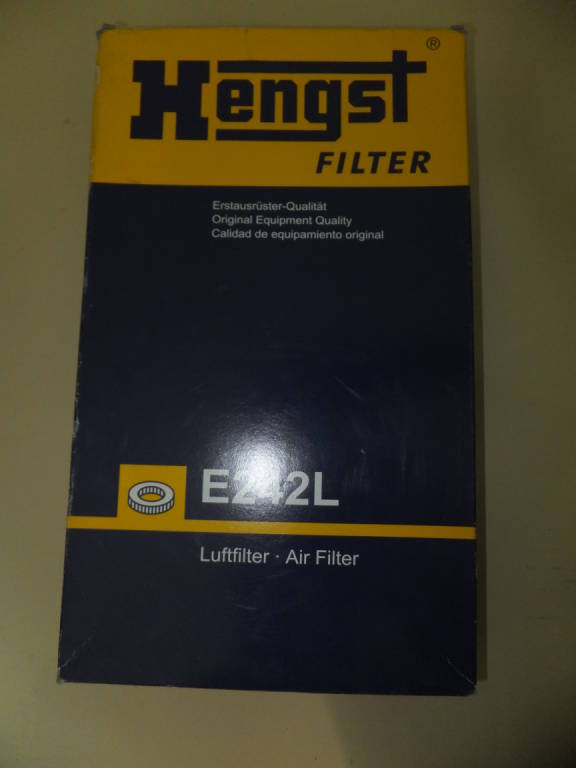 Hengst®
FILTER
Erstausrüster-Qualität
Original Equipment Quality
Calidad de equipamiento original
E242L
Luftfilter · Air Filter